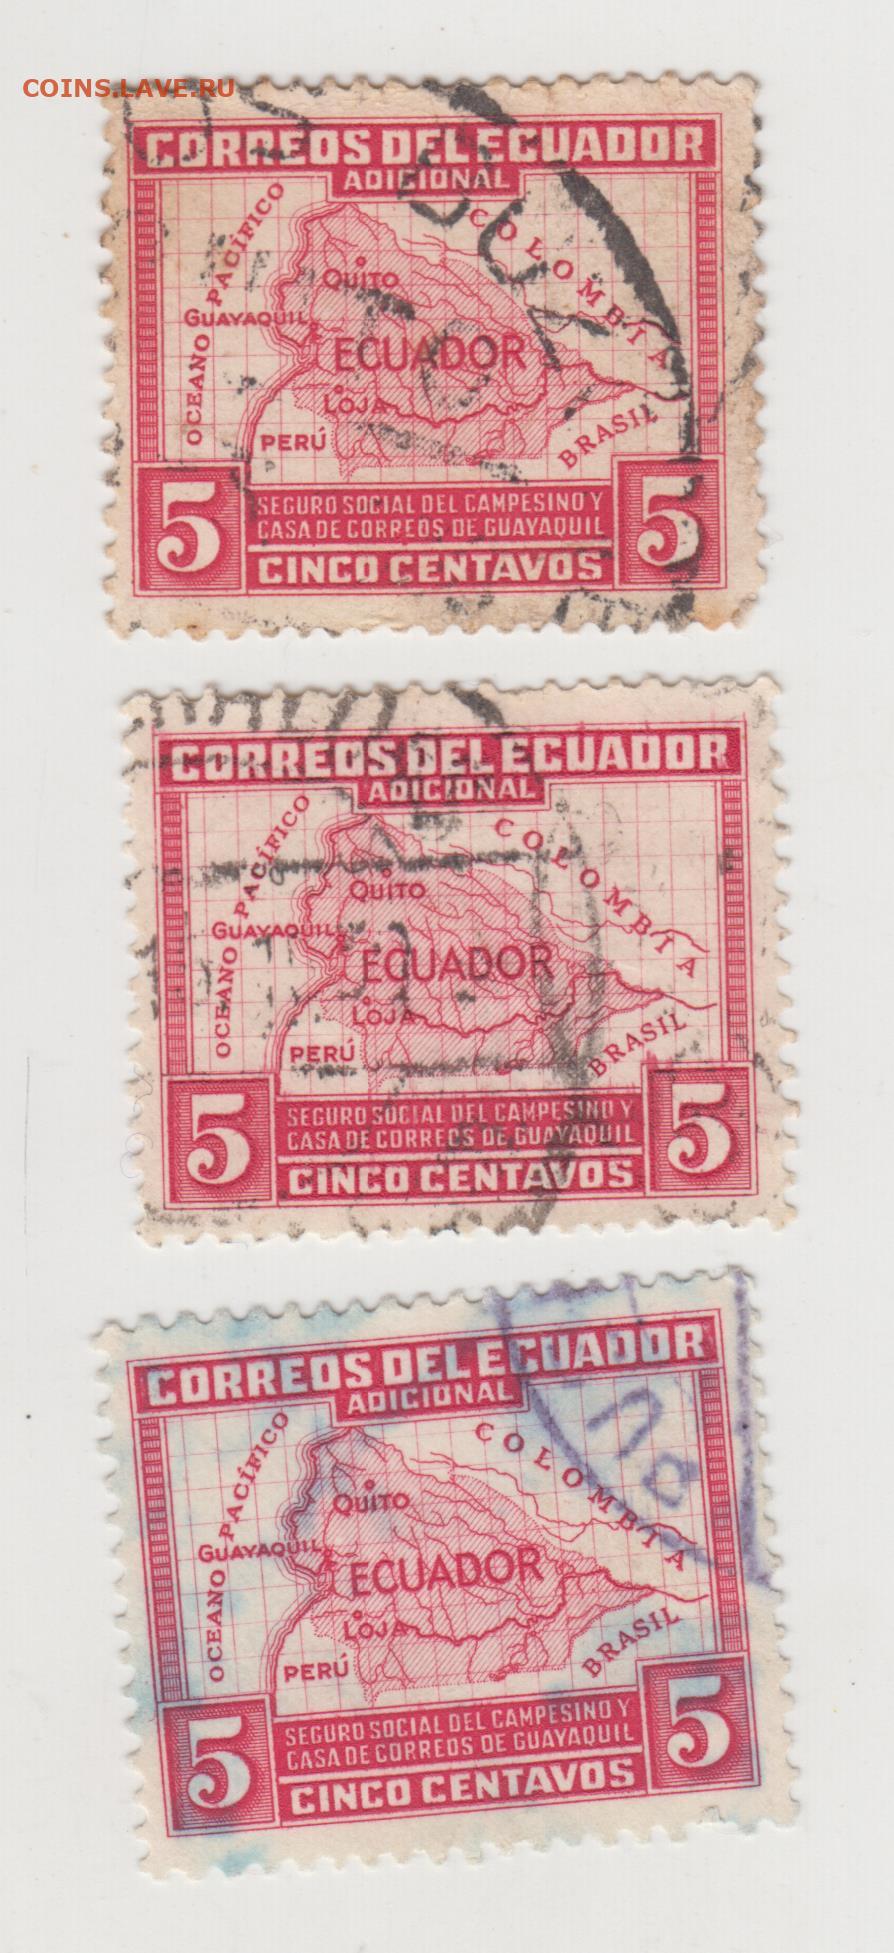 COINS.LAVE.RU
CORREOS DEL ECUADOR
ADICIONAL
OCEANO PACÍFICO
COLOMBIA
QUITO
GUAYAQUIL
ECUADOR
LOJA
PERÚ
BRASIL
5
SEGURO SOCIAL DEL CAMPESINO Y
CASA DE CORREOS DE GUAYAQUIL
5
CINCO CENTAVOS
CORREOS DEL ECUADOR
ADICIONAL
OCEANO PACÍFICO
COLOMBIA
QUITO
GUAYAQUIL
ECUADOR
LOJA
PERÚ
BRASIL
5
SEGURO SOCIAL DEL CAMPESINO Y
CASA DE CORREOS DE GUAYAQUIL
5
CINCO CENTAVOS
CORREOS DEL ECUADOR
ADICIONAL
OCEANO PACÍFICO
COLOMBIA
QUITO
GUAYAQUIL
ECUADOR
LOJA
PERÚ
BRASIL
5
SEGURO SOCIAL DEL CAMPESINO Y
CASA DE CORREOS DE GUAYAQUIL
5
CINCO CENTAVOS